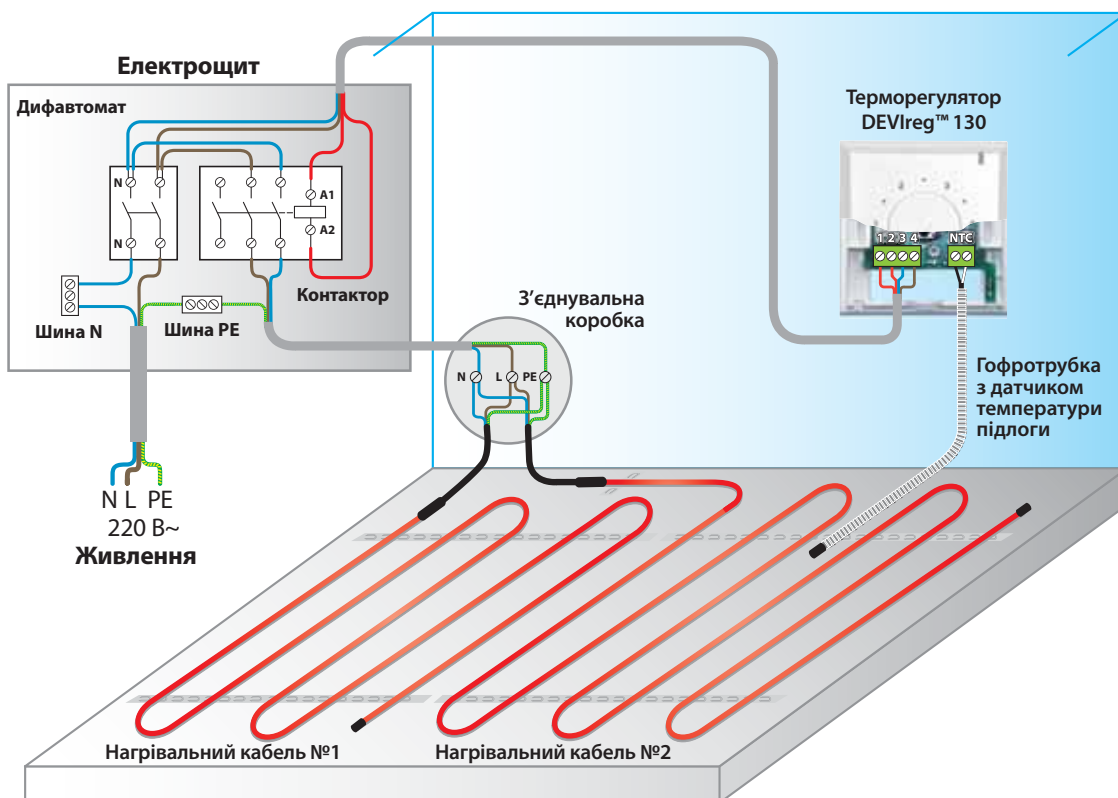 Електрощит
Дифавтомат
N
N
A1
A2
Контактор
Шина N
Шина PE
N L PE
220 В~
Живлення
З’єднувальна
коробка
N
L
PE
Терморегулятор
DEVIreg™ 130
1 2 3 4
NTC
Гофротрубка
з датчиком
температури
підлоги
Нагрівальний кабель №1
Нагрівальний кабель №2